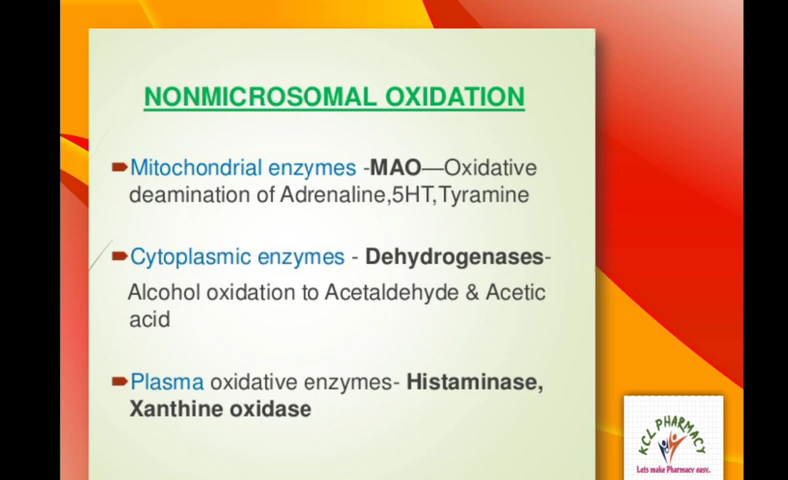 NONMICROSOMAL OXIDATION
Mitochondrial enzymes -MAO—Oxidative
deamination of Adrenaline,5HT,Tyramine
Cytoplasmic enzymes - Dehydrogenases-
Alcohol oxidation to Acetaldehyde & Acetic
acid
Plasma oxidative enzymes- Histaminase,
Xanthine oxidase
KCL PHARMACY
Lets make Pharmacy easy.